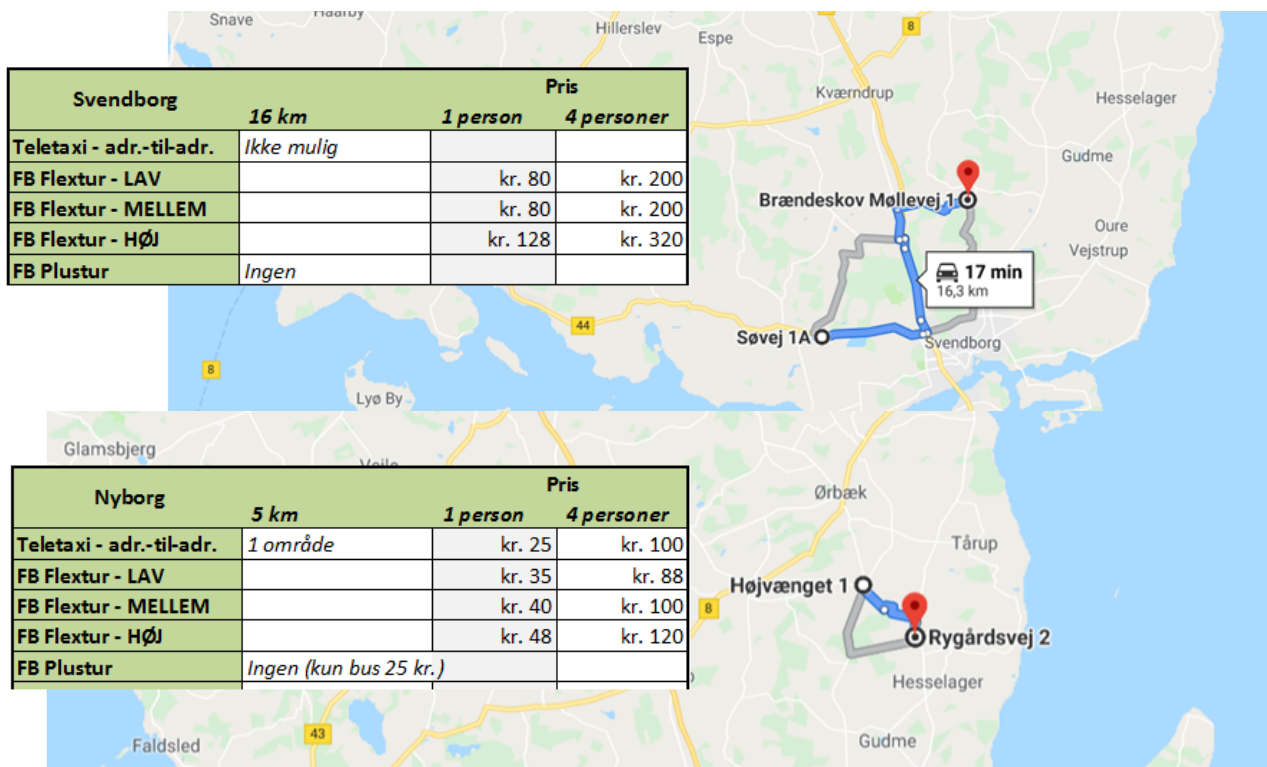 Snave
Haarby
Hillerslev
Espe
8
Kværndrup
Hesselager
Gudme
Brændeskov Møllevej 1
Oure
Vejstrup
17 min
16,3 km
44
Søvej 1A
Svendborg
8
Lyø By
Svendborg Pris
16 km 1 person 4 personer
Teletaxi - adr.-til-adr. Ikke mulig
FB Flextur - LAV kr. 80 kr. 200
FB Flextur - MELLEM kr. 80 kr. 200
FB Flextur - HØJ kr. 128 kr. 320
FB Plustur Ingen
Glamsbjerg
Ørbæk
Tårup
Højvænget 1
8
Rygårdsvej 2
Hesselager
43
Faldsled
Gudme
Nyborg Pris
5 km 1 person 4 personer
Teletaxi - adr.-til-adr. 1 område kr. 25 kr. 100
FB Flextur - LAV kr. 35 kr. 88
FB Flextur - MELLEM kr. 40 kr. 100
FB Flextur - HØJ kr. 48 kr. 120
FB Plustur Ingen (kun bus 25 kr.)